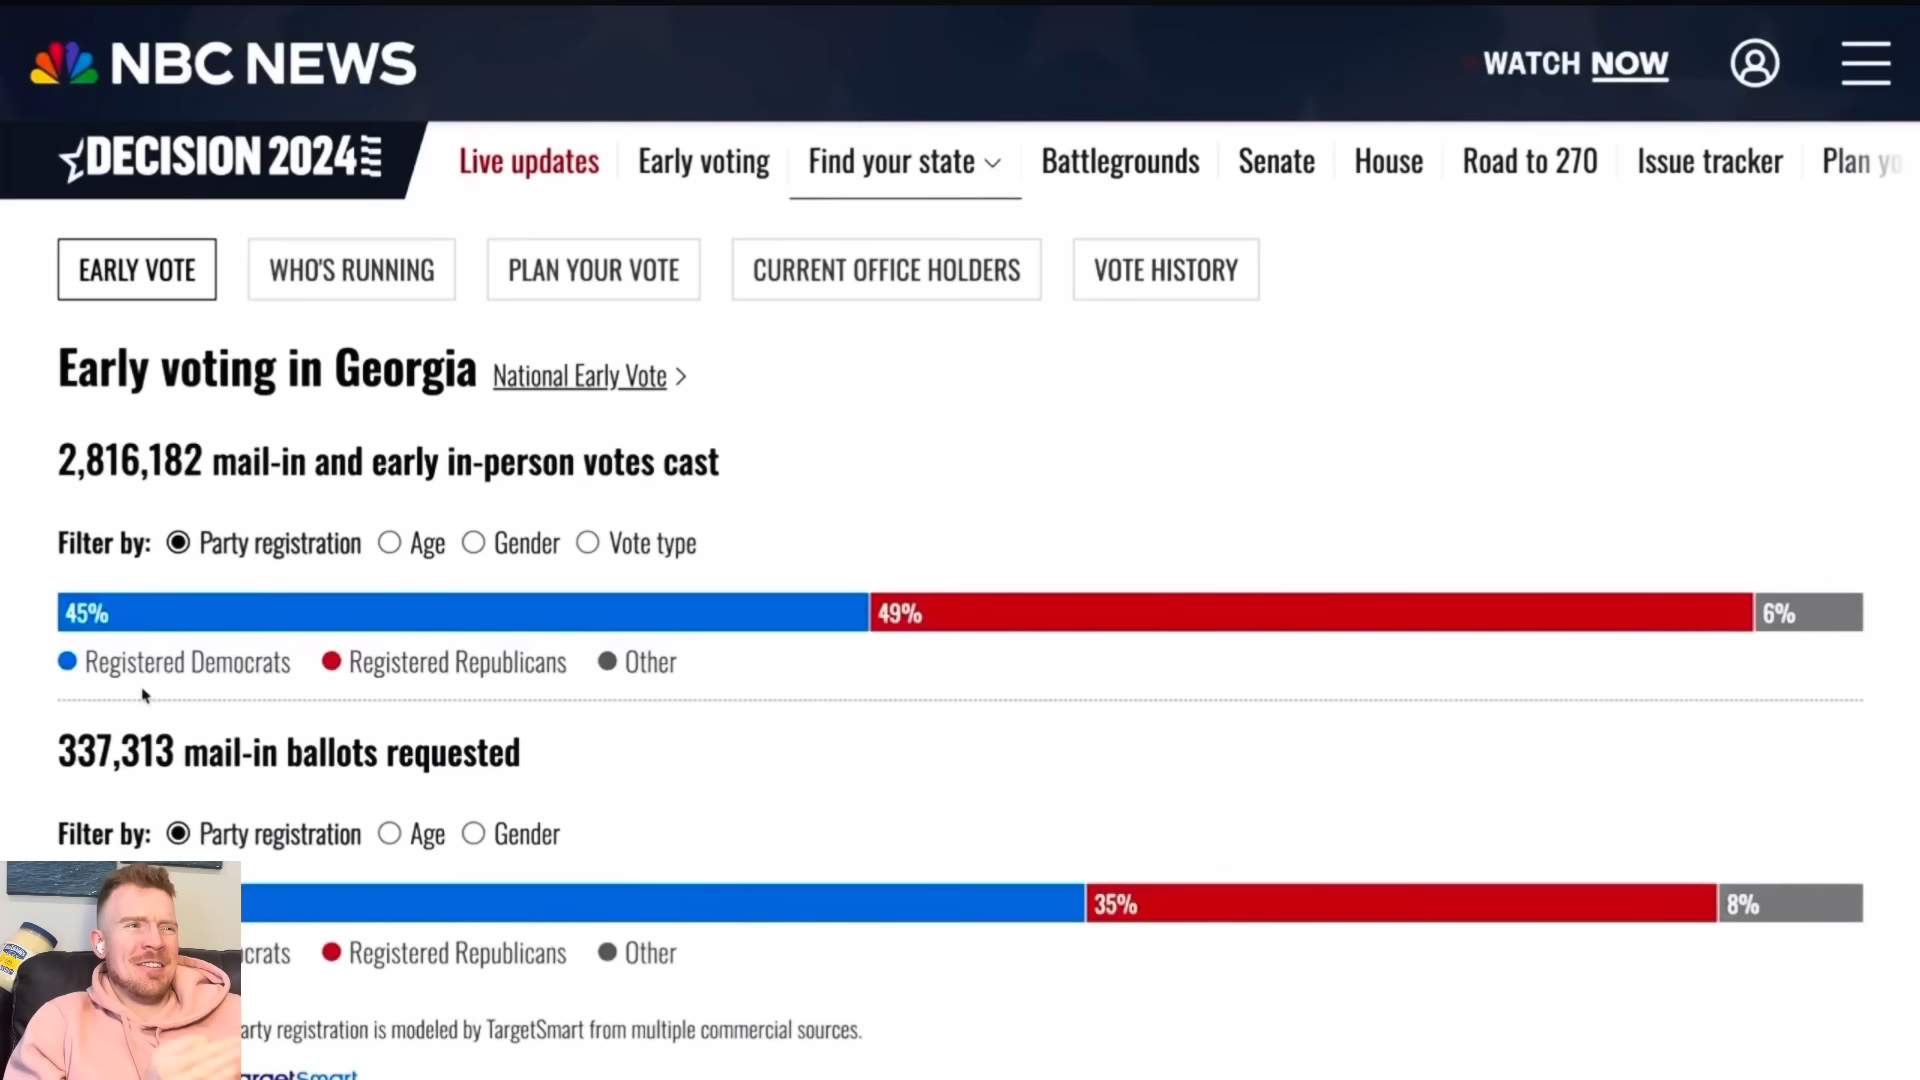 NBC NEWS
WATCH NOW
DECISION 2024
Live updates
Early voting
Find your state
Battlegrounds
Senate
House
Road to 270
Issue tracker
Plan
EARLY VOTE
WHO'S RUNNING
PLAN YOUR VOTE
CURRENT OFFICE HOLDERS
VOTE HISTORY
Early voting in Georgia National Early Vote >
2,816,182 mail-in and early in-person votes cast
Filter by: Party registration Age Gender Vote type
45% 49% 6%
Registered Democrats Registered Republicans Other
337,313 mail-in ballots requested
Filter by: Party registration Age Gender
35% 8%
crats Registered Republicans Other
arty registration is modeled by TargetSmart from multiple commercial sources.
argetSmart